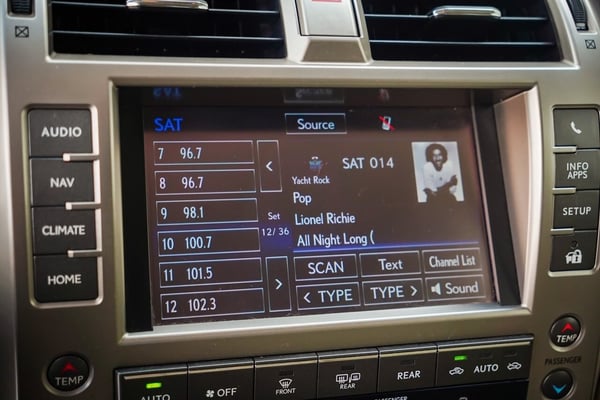 AUDIO
NAV
CLIMATE
HOME
SAT
Source
7 96.7
8 96.7
9 98.1
10 100.7
11 101.5
12 102.3
<
Set
12/36
>
SAT 014
Yacht Rock
Pop
Lionel Richie
All Night Long (
SCAN
Text
Channel List
< TYPE
TYPE >
Sound
INFO
APPS
SETUP
TEMP
AUTO
OFF
FRONT
REAR
REAR
AUTO
PASSENGER
TEMP
PASSENGER